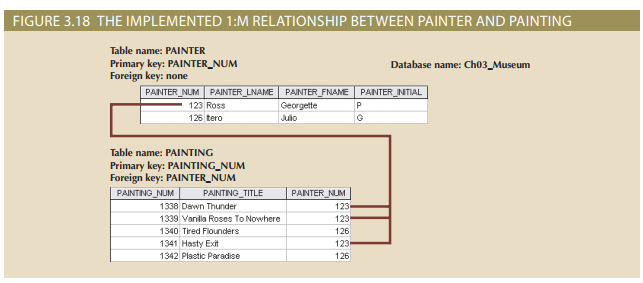 FIGURE 3.18 THE IMPLEMENTED 1:M RELATIONSHIP BETWEEN PAINTER AND PAINTING
Table name: PAINTER
Primary key: PAINTER_NUM
Database name: Ch03_Museum
Foreign key: none
PAINTER_NUM PAINTER_LNAME PAINTER_FNAME PAINTER_INITIAL
123 Ross Georgette P
126 Itero Julio G
Table name: PAINTING
Primary key: PAINTING_NUM
Foreign key: PAINTER_NUM
PAINTING_NUM PAINTING_TITLE PAINTER_NUM
1338 Dawn Thunder 123
1339 Vanilla Roses To Nowhere 123
1340 Tired Flounders 126
1341 Hasty Exit 123
1342 Plastic Paradise 126